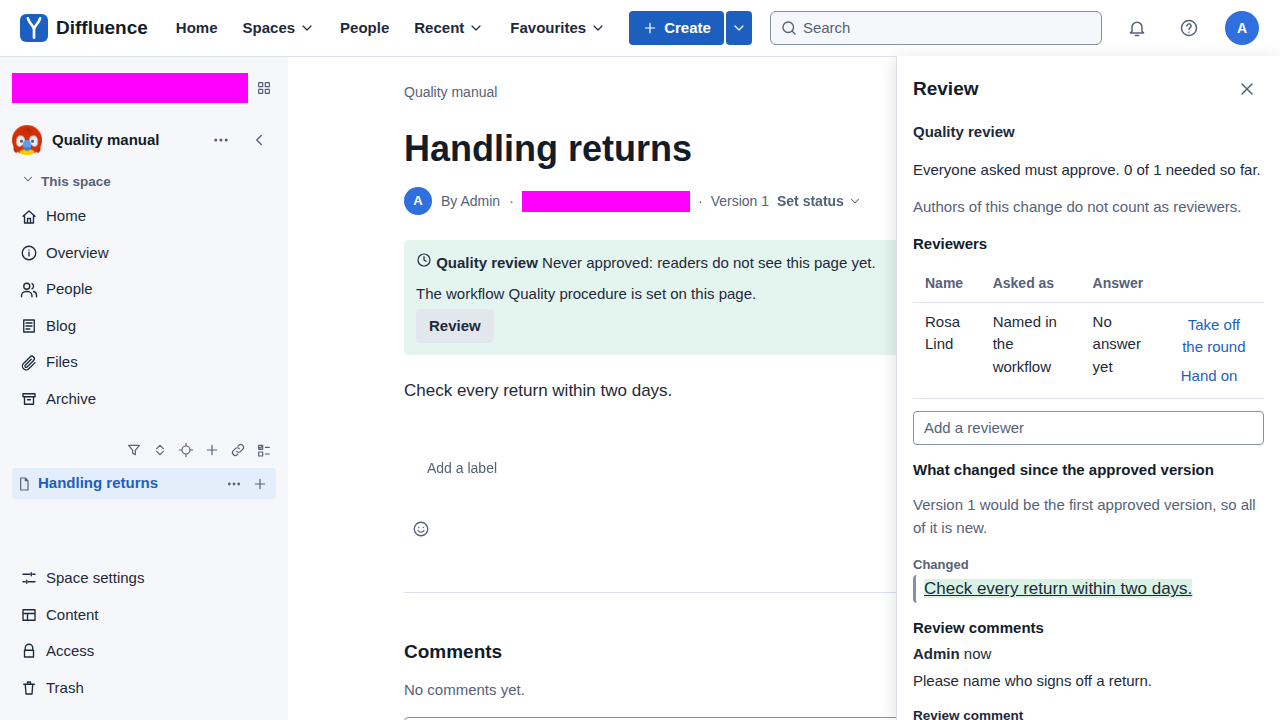 Diffluence
Home
Spaces
People
Recent
Favourites
Create
Search
A
Quality manual
This space
Home
Overview
People
Blog
Files
Archive
Handling returns
Space settings
Content
Access
Trash
Quality manual
Handling returns
A By Admin · · Version 1 Set status
Quality review Never approved: readers do not see this page yet.
The workflow Quality procedure is set on this page.
Review
Check every return within two days.
Add a label
Comments
No comments yet.
Review
Quality review
Everyone asked must approve. 0 of 1 needed so far.
Authors of this change do not count as reviewers.
Reviewers
Name Asked as Answer
Rosa Named in No Take off
Lind the answer the round
workflow yet Hand on
Add a reviewer
What changed since the approved version
Version 1 would be the first approved version, so all
of it is new.
Changed
Check every return within two days.
Review comments
Admin now
Please name who signs off a return.
Review comment